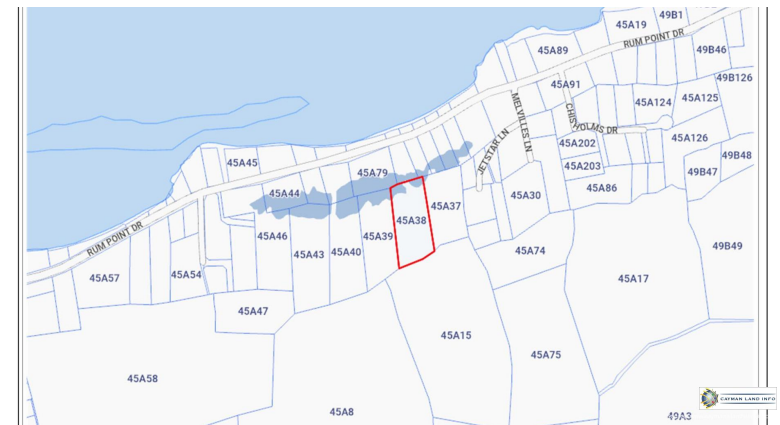 49B1
45A19
RUM POINT DR
45A89
49B46
49B126
45A91
MELVILLES LN
45A124
45A125
CHISHOLMS DR
45A126
JETSTAR LN
45A202
45A45
49B48
45A79
45A203
49B47
45A44
45A86
45A30
45A37
45A38
RUM POINT DR
45A46
45A39
49B49
45A43
45A40
45A74
45A57
45A54
45A17
45A47
45A15
45A75
45A58
CAYMAN LAND INFO
45A8
49A3